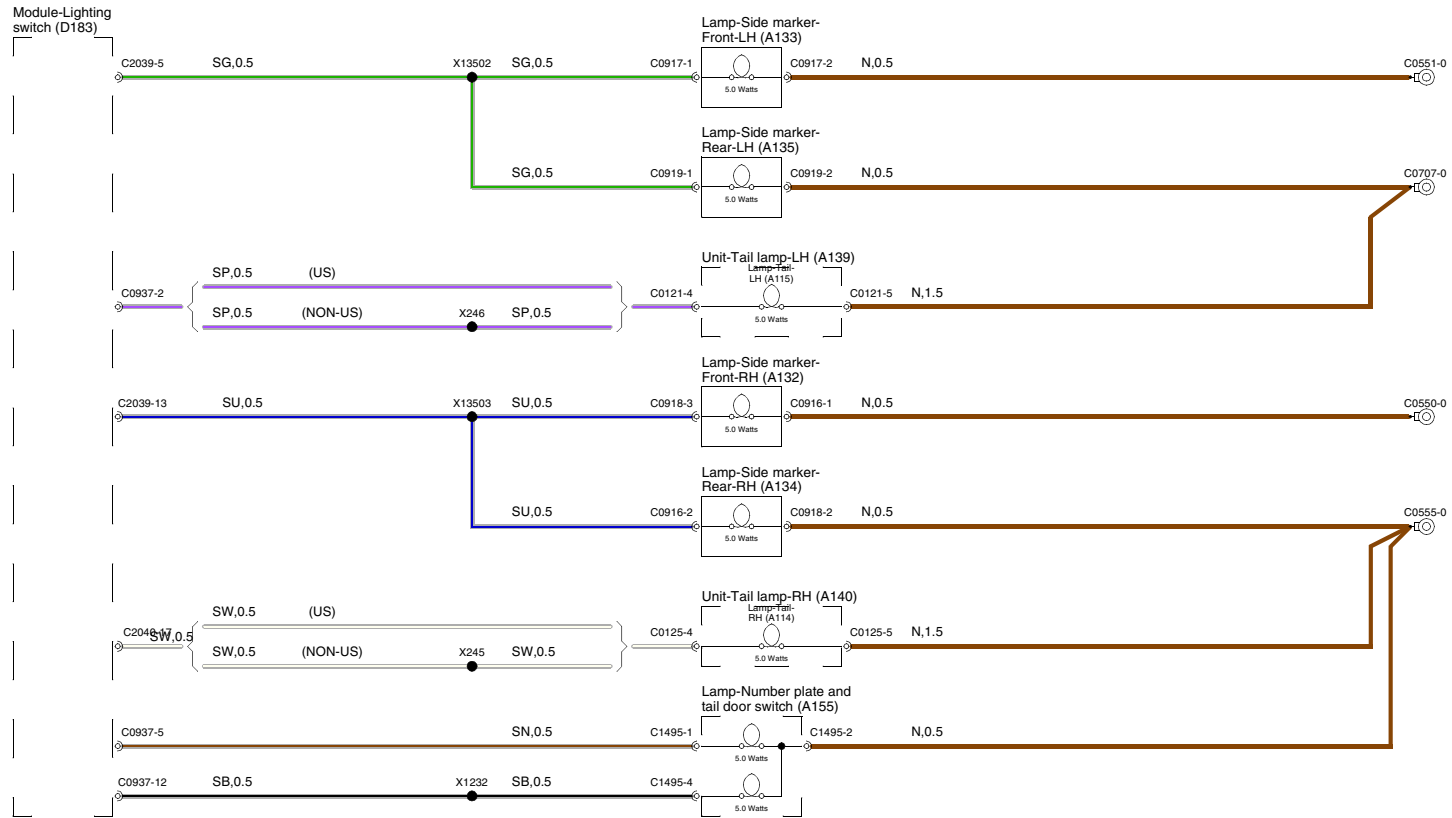 Module-Lighting
switch (D183)
Lamp-Side marker-
Front-LH (A133)
C2039-5
SG,0.5
X13502
SG,0.5
C0917-1
C0917-2
N,0.5
C0551-0
5.0 Watts
Lamp-Side marker-
Rear-LH (A135)
SG,0.5
C0919-1
C0919-2
N,0.5
C0707-0
5.0 Watts
Unit-Tail lamp-LH (A139)
Lamp-Tail-
LH (A115)
SP,0.5
(US)
C0937-2
C0121-4
C0121-5
N,1.5
SP,0.5
(NON-US)
X246
SP,0.5
5.0 Watts
Lamp-Side marker-
Front-RH (A132)
C2039-13
SU,0.5
X13503
SU,0.5
C0918-3
C0916-1
N,0.5
C0550-0
5.0 Watts
Lamp-Side marker-
Rear-RH (A134)
SU,0.5
C0916-2
C0918-2
N,0.5
C0555-0
5.0 Watts
Unit-Tail lamp-RH (A140)
Lamp-Tail-
RH (A114)
SW,0.5
(US)
C2040-17
SW,0.5
C0125-4
C0125-5
N,1.5
SW,0.5
(NON-US)
X245
SW,0.5
5.0 Watts
Lamp-Number plate and
tail door switch (A155)
C0937-5
SN,0.5
C1495-1
C1495-2
N,0.5
5.0 Watts
C0937-12
SB,0.5
X1232
SB,0.5
C1495-4
5.0 Watts